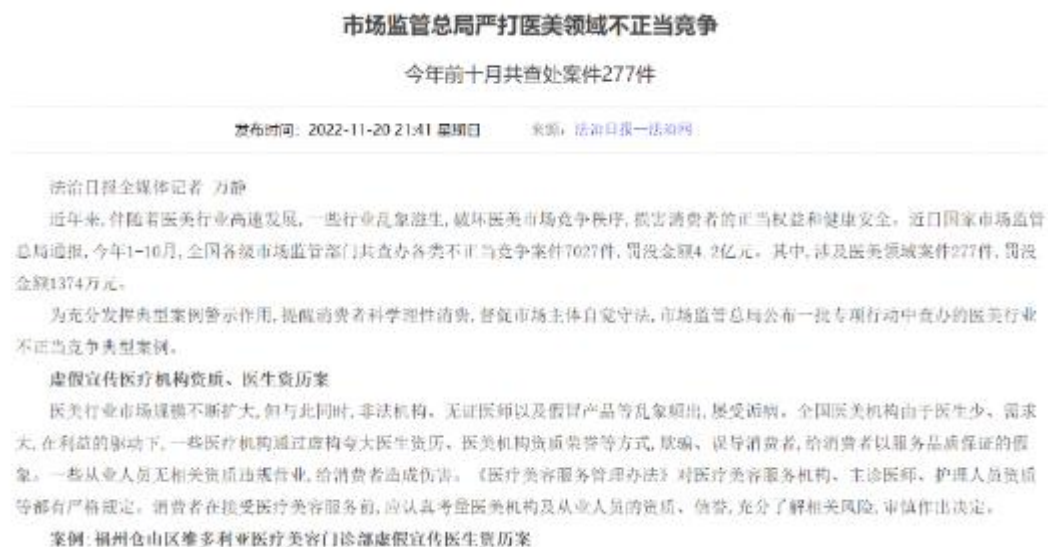 市场监管总局严打医美领域不正当竞争
今年前十月共查处案件277件
发布时间：2022-11-20 21:41 星期日 来源：法治日报—法治网
法治日报全媒体记者 万静
近年来,伴随着医美行业高速发展,一些行业乱象滋生,破坏医美市场竞争秩序,损害消费者的正当权益和健康安全。近日国家市场监管
总局通报,今年1-10月,全国各级市场监管部门共查办各类不正当竞争案件7027件,罚没金额4.2亿元。其中,涉及医美领域案件277件,罚没
金额1374万元。
为充分发挥典型案例警示作用,提醒消费者科学理性消费,督促市场主体自觉守法,市场监管总局公布一批专项行动中查办的医美行业
不正当竞争典型案例。
虚假宣传医疗机构资质、医生资历案
医美行业市场规模不断扩大,但与此同时,非法机构、无证医师以及假冒产品等乱象频出,屡受诟病。全国医美机构由于医生少、需求
大,在利益的驱动下,一些医疗机构通过虚构夸大医生资历、医美机构资质荣誉等方式,欺骗、误导消费者,给消费者以服务品质保证的假
象。一些从业人员无相关资质违规营业,给消费者造成伤害。《医疗美容服务管理办法》对医疗美容服务机构、主诊医师、护理人员资质
等都有严格规定。消费者在接受医疗美容服务前,应认真考量医美机构及从业人员的资质、信誉,充分了解相关风险,审慎作出决定。
案例:福州仓山区维多利亚医疗美容门诊部虚假宣传医生资历案